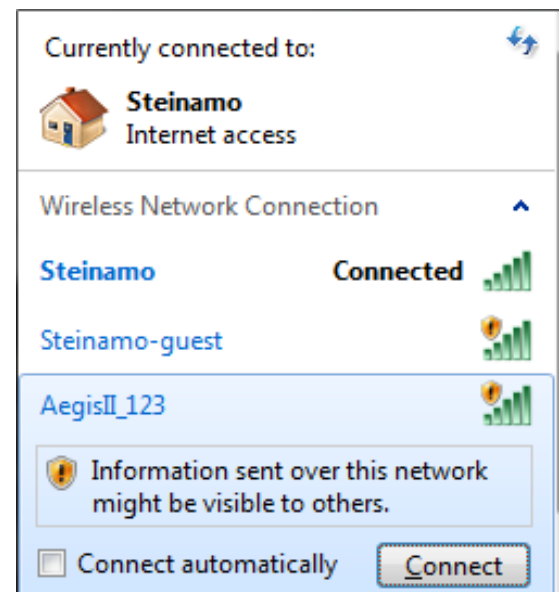 Currently connected to:
Steinamo
Internet access
Wireless Network Connection
Steinamo Connected
Steinamo-guest
AegisII_123
Information sent over this network
might be visible to others.
Connect automatically Connect